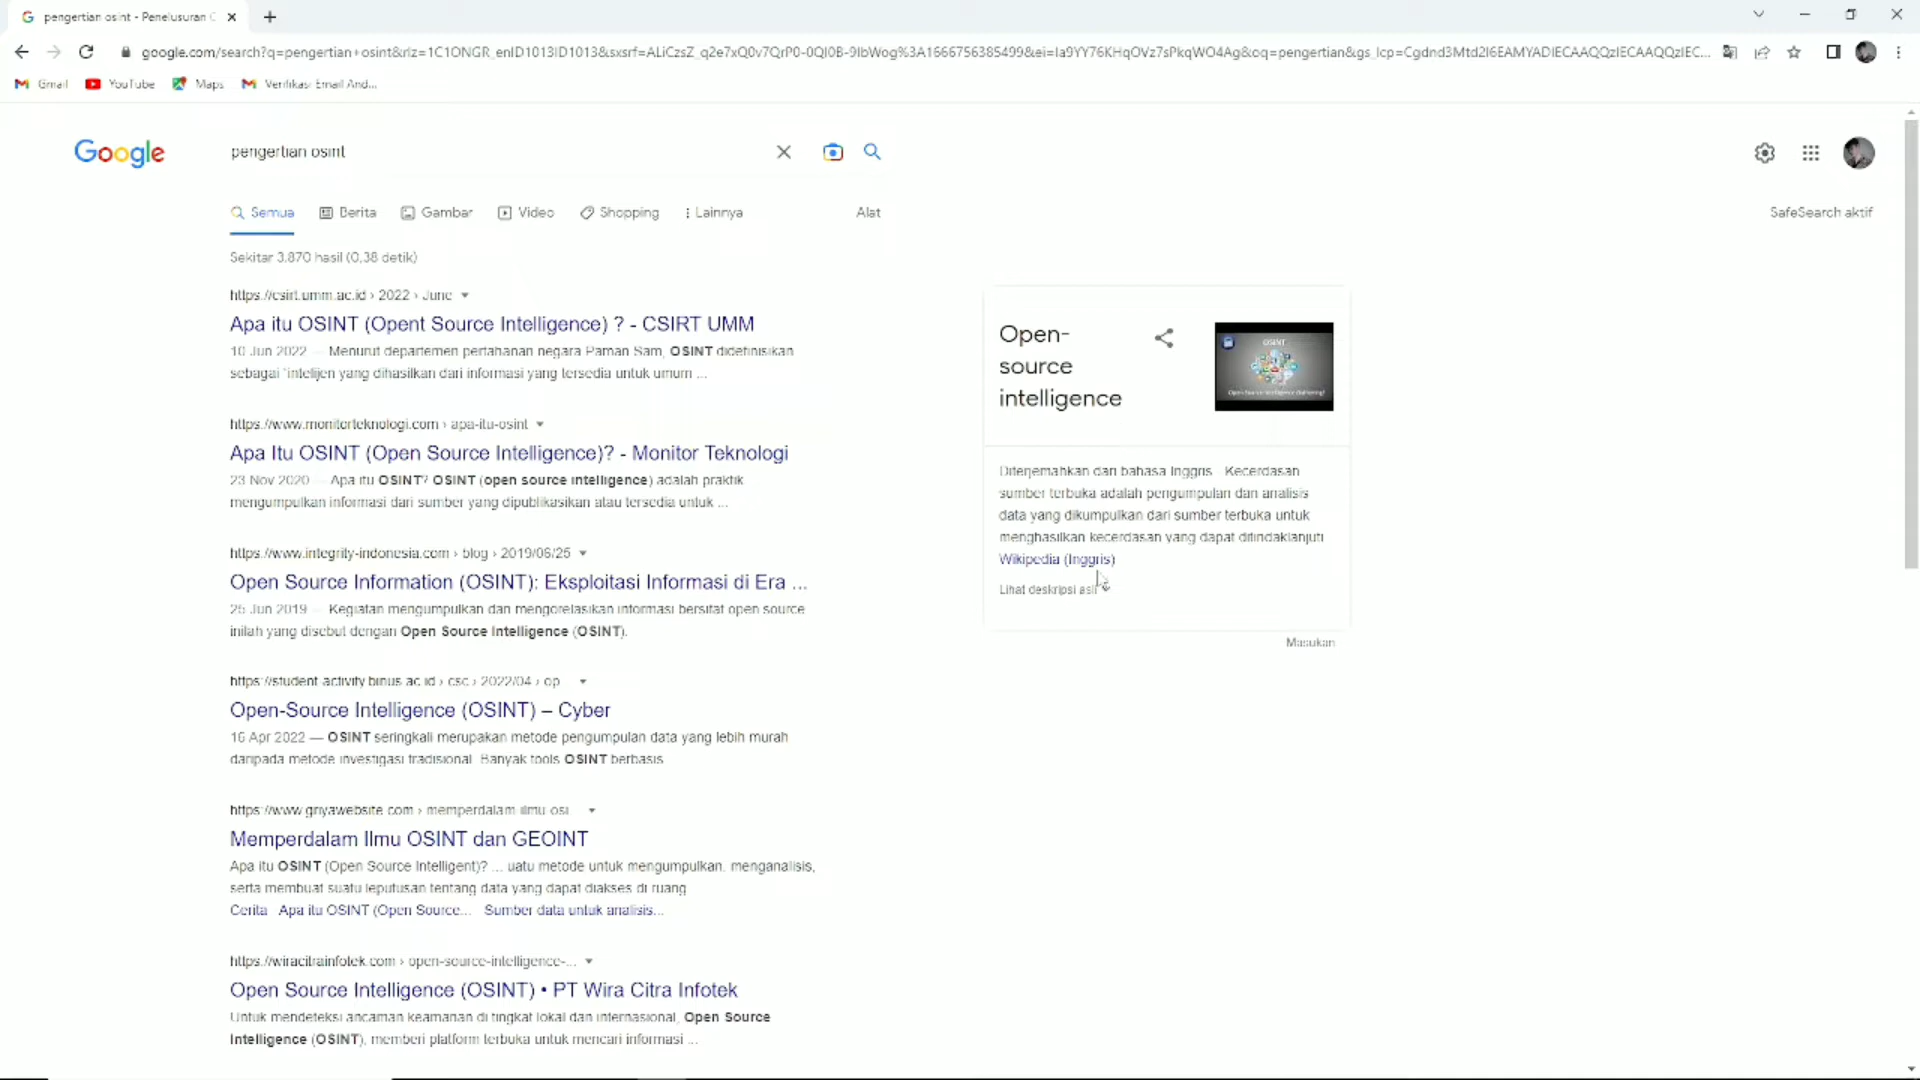 pengertian osint - Penelusuran G
google.com/search?q=pengertian+osint&rlz=1C1ONGR_enID1013ID1013&sxsrf=
Gmail YouTube Maps Verifikasi Email And...
Google pengertian osint
Semua Berita Gambar Video Shopping Lainnya Alat SafeSearch aktif
Sekitar 3.870 hasil (0,38 detik)
https://csirt.umm.ac.id › 2022 › June
Apa itu OSINT (Opent Source Intelligence) ? - CSIRT UMM
10 Jun 2022 — Menurut departemen pertahanan negara Paman Sam, OSINT didefinisikan
sebagai "intelijen yang dihasilkan dari informasi yang tersedia untuk umum ...
https://www.monitorteknologi.com › apa-itu-osint
Apa Itu OSINT (Open Source Intelligence)? - Monitor Teknologi
23 Nov 2020 — Apa itu OSINT? OSINT (open source intelligence) adalah praktik
mengumpulkan informasi dari sumber yang dipublikasikan atau tersedia untuk ...
https://www.integrity-indonesia.com › blog › 2019/06/25
Open Source Information (OSINT): Eksploitasi Informasi di Era ...
25 Jun 2019 — Kegiatan mengumpulkan dan mengorelasikan informasi bersifat open source
inilah yang disebut dengan Open Source Intelligence (OSINT).
https://student-activity.binus.ac.id › csc › 2022/04 › op
Open-Source Intelligence (OSINT) – Cyber
16 Apr 2022 — OSINT seringkali merupakan metode pengumpulan data yang lebih murah
daripada metode investigasi tradisional. Banyak tools OSINT berbasis
https://www.griyawebsite.com › memperdalam-ilmu-osi
Memperdalam Ilmu OSINT dan GEOINT
Apa itu OSINT (Open Source Intelligent)? ... uatu metode untuk mengumpulkan, menganalisis,
serta membuat suatu keputusan tentang data yang dapat diakses di ruang
Cerita Apa itu OSINT (Open Source... Sumber data untuk analisis...
https://wiracitrainfotek.com › open-source-intelligence-...
Open Source Intelligence (OSINT) • PT Wira Citra Infotek
Untuk mendeteksi ancaman keamanan di tingkat lokal dan internasional, Open Source
Intelligence (OSINT), memberi platform terbuka untuk mencari informasi ...
Open-
source
intelligence
OSINT
Open Source Intelligence Gathering!
Diterjemahkan dari bahasa Inggris Kecerdasan
sumber terbuka adalah pengumpulan dan analisis
data yang dikumpulkan dari sumber terbuka untuk
menghasilkan kecerdasan yang dapat ditindaklanjuti
Wikipedia (Inggris)
Lihat deskripsi asli
Masukan